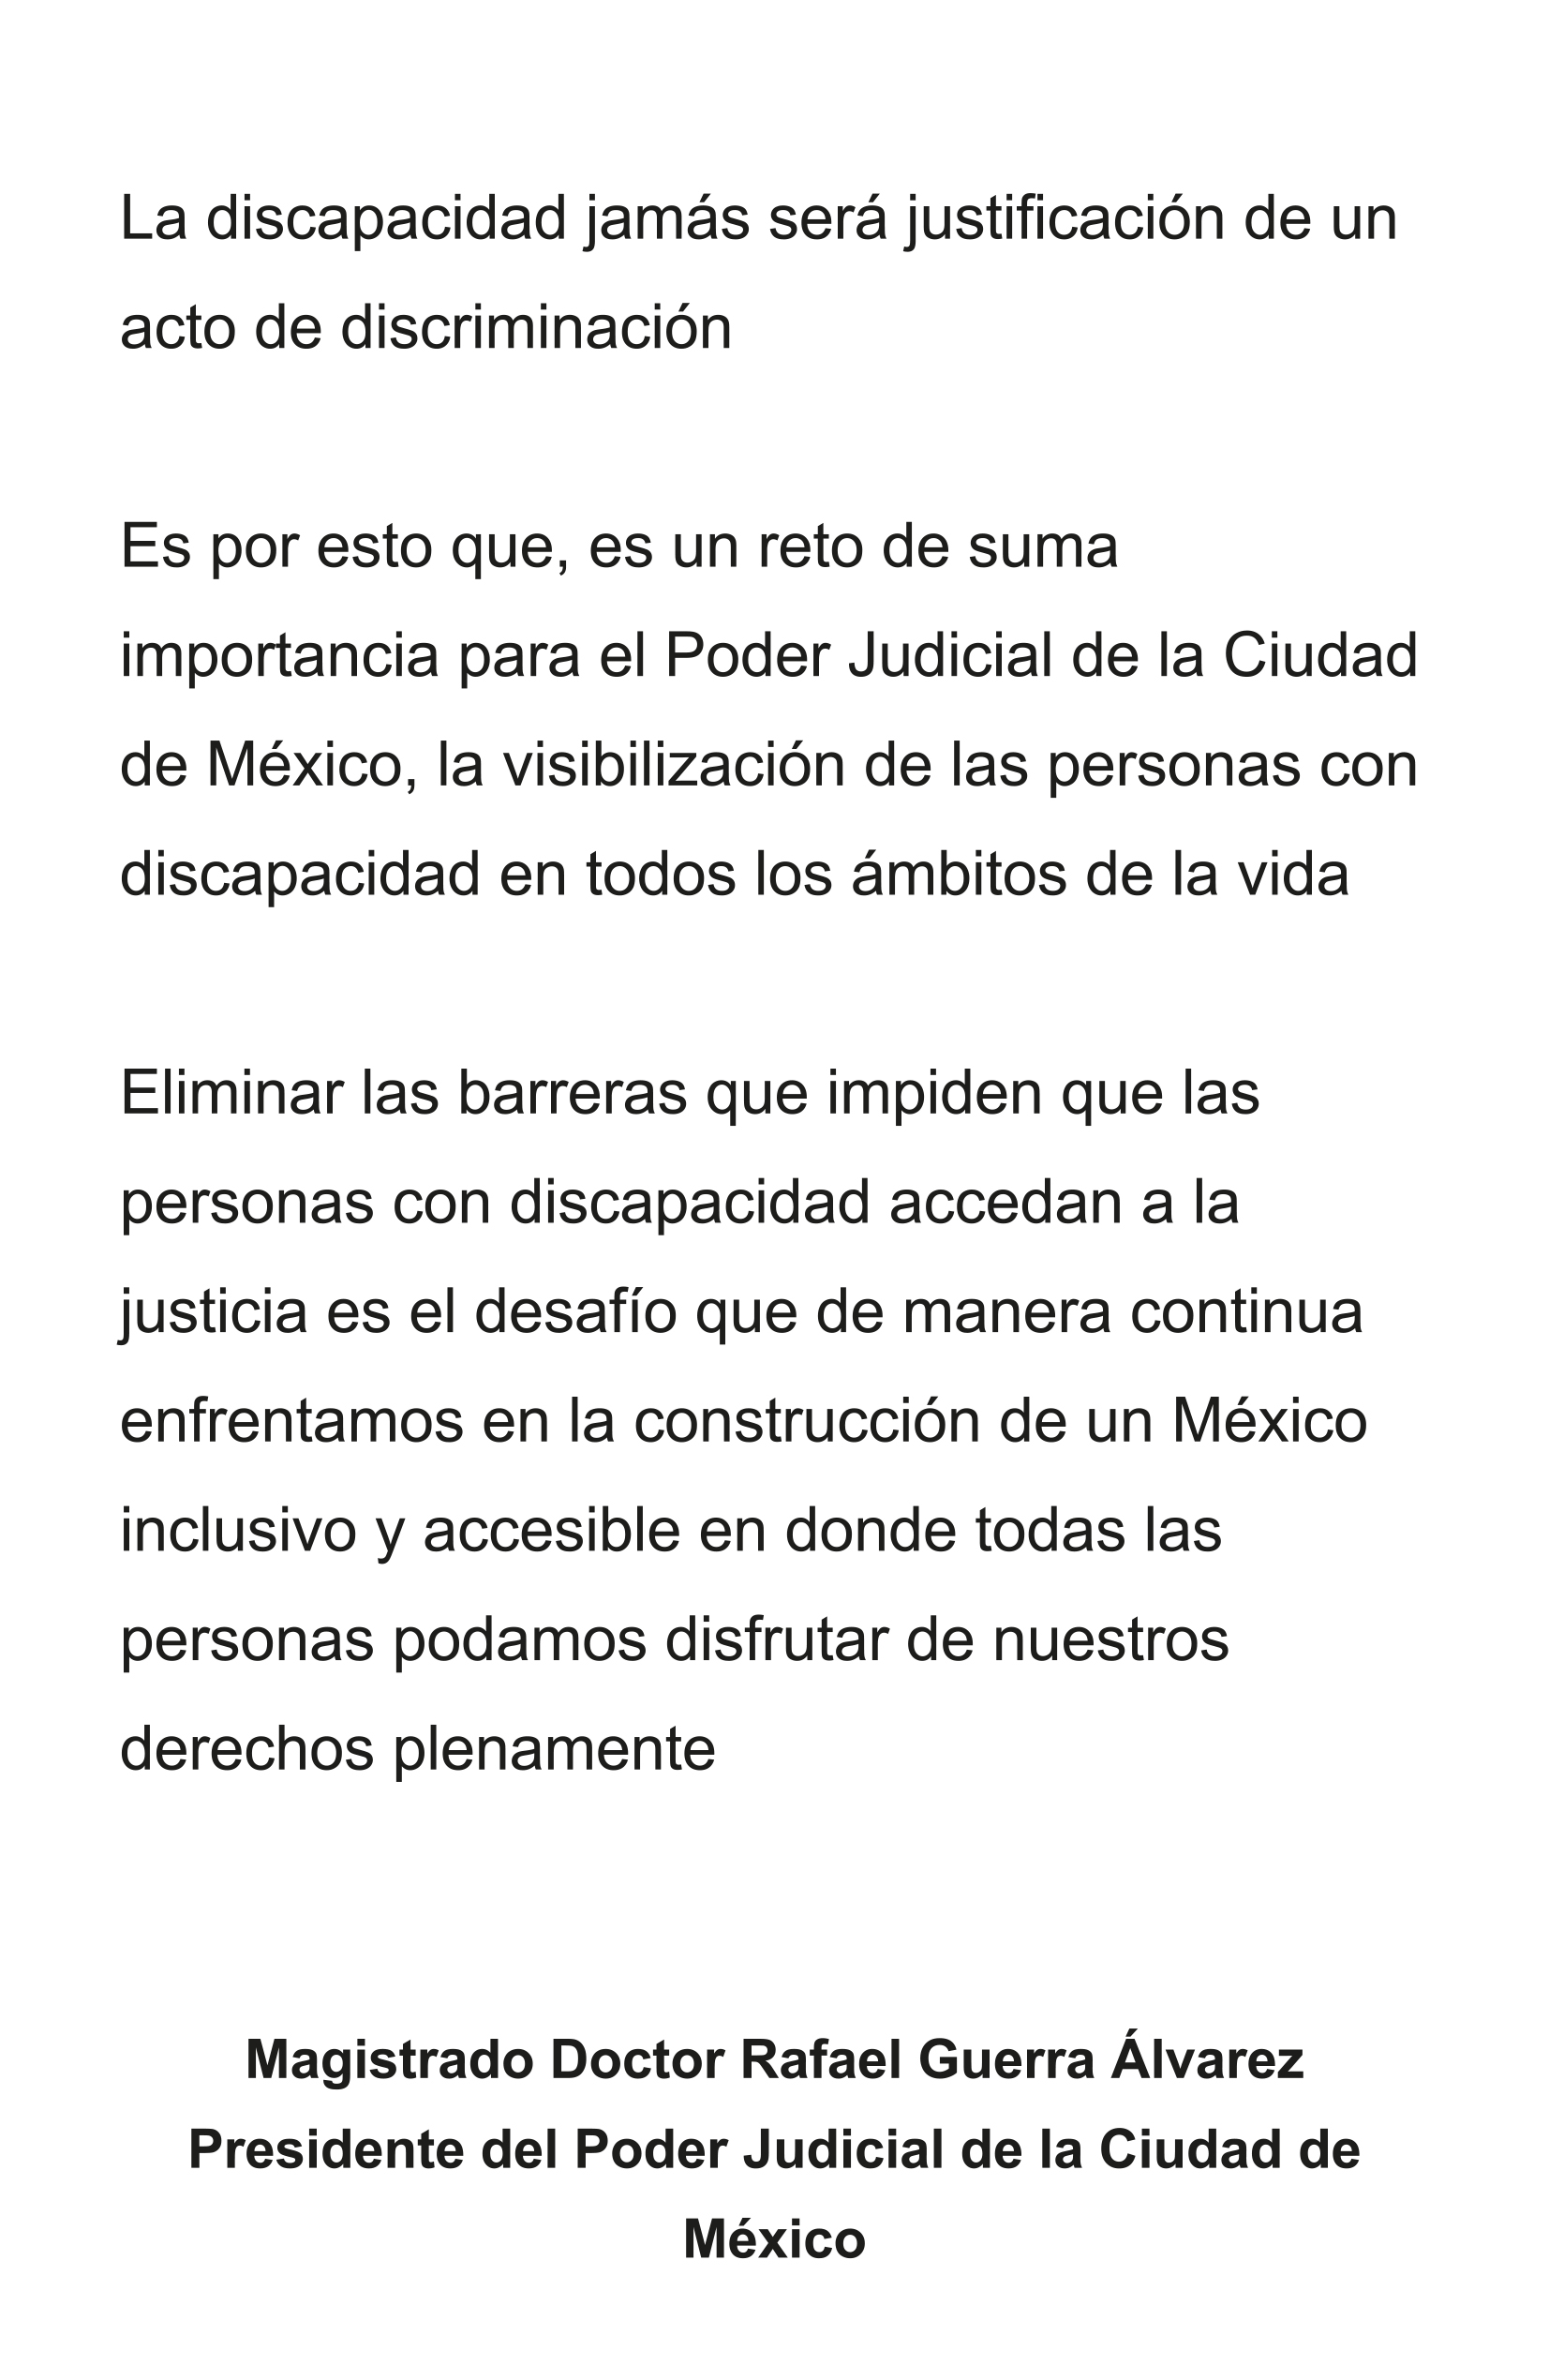 La discapacidad jamás será justificación de un
acto de discriminación
Es por esto que, es un reto de suma
importancia para el Poder Judicial de la Ciudad
de México, la visibilización de las personas con
discapacidad en todos los ámbitos de la vida
Eliminar las barreras que impiden que las
personas con discapacidad accedan a la
justicia es el desafío que de manera continua
enfrentamos en la construcción de un México
inclusivo y accesible en donde todas las
personas podamos disfrutar de nuestros
derechos plenamente
Magistrado Doctor Rafael Guerra Álvarez
Presidente del Poder Judicial de la Ciudad de
México